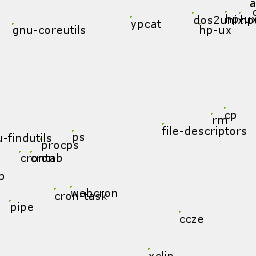 dos2unix
gnu-coreutils
ypcat
hp-ux
cp
rm
file-descriptors
ps
u-findutils
procps
crontab
cron-task
webcron
pipe
ccze
xclip